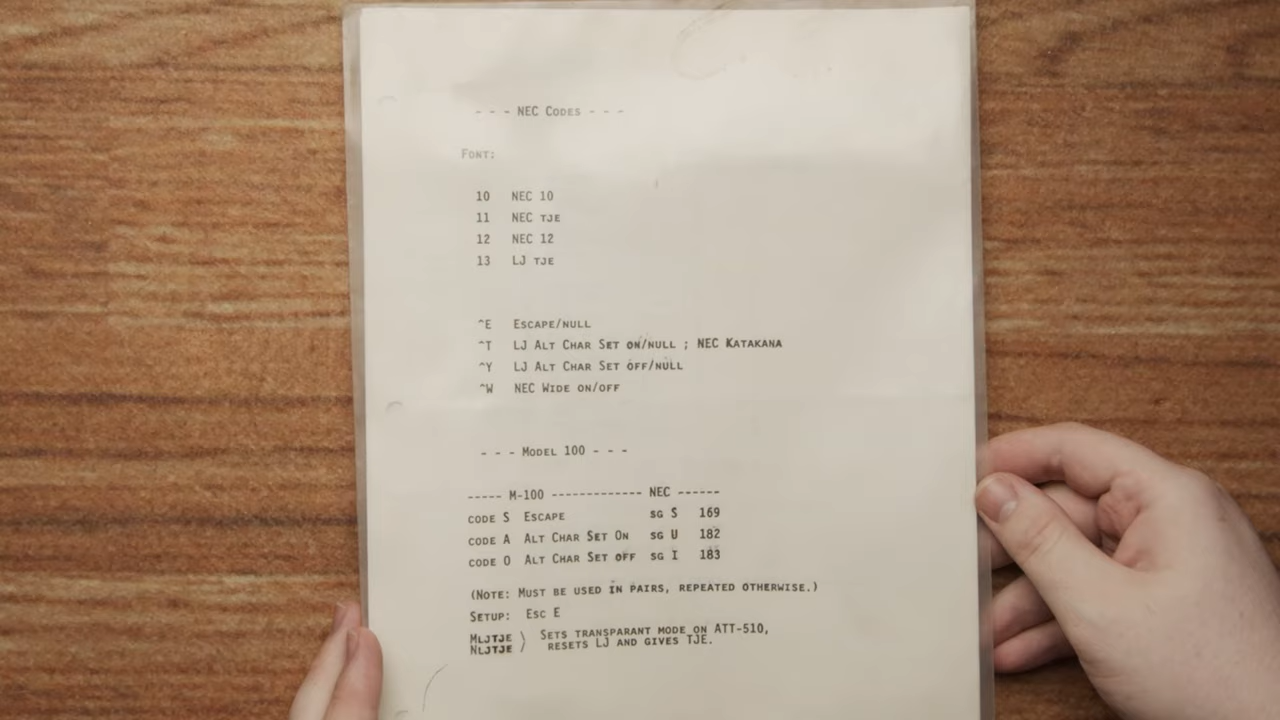 - - - NEC Codes - - -
Font:
10 NEC 10
11 NEC TJE
12 NEC 12
13 LJ TJE
^E Escape/null
^T LJ Alt Char Set on/null ; NEC Katakana
^Y LJ Alt Char Set off/null
^W NEC Wide on/off
- - - Model 100 - - -
----- M-100 ------------- NEC ------
code S Escape sg S 169
code A Alt Char Set On sg U 182
code O Alt Char Set off sg I 183
(Note: Must be used in pairs, repeated otherwise.)
Setup: Esc E
MLJTJE ) Sets transparant mode on ATT-510,
NLJTJE resets LJ and gives TJE.